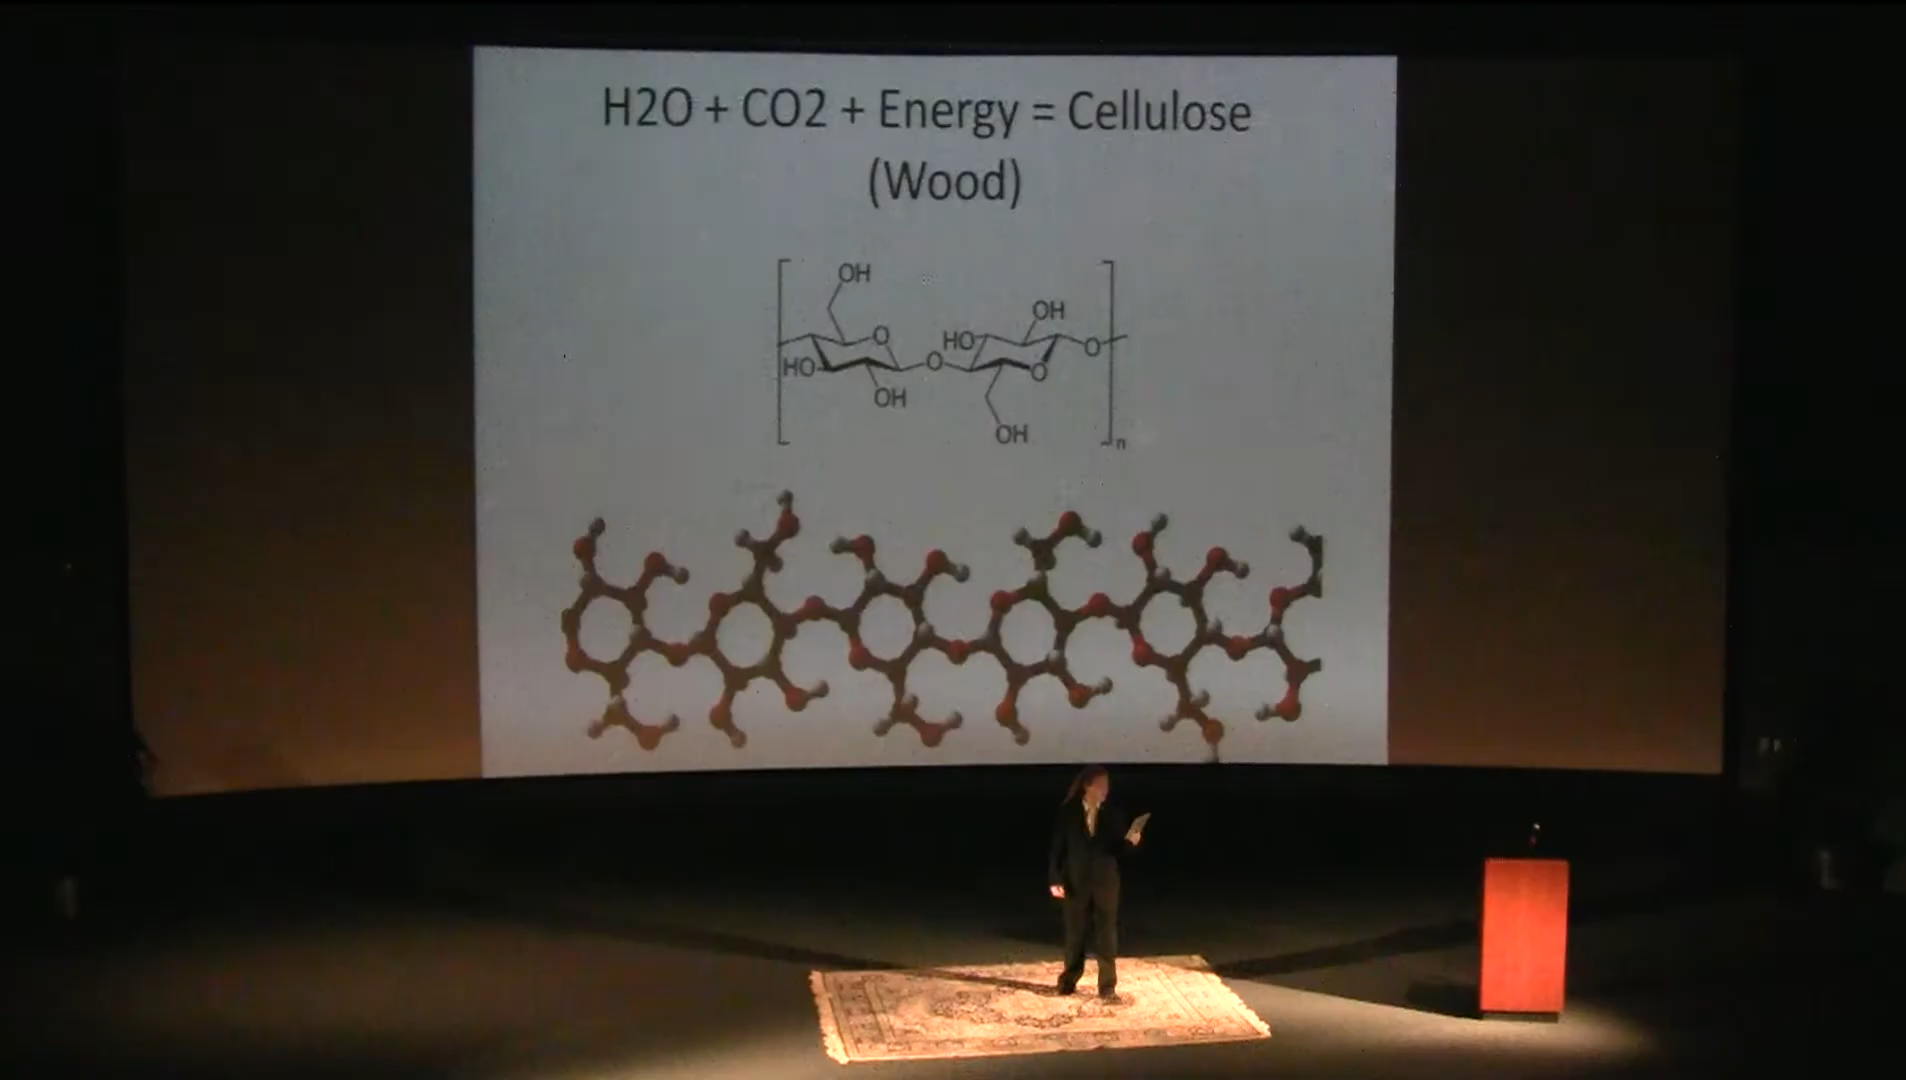 H2O + CO2 + Energy = Cellulose
(Wood)
OH
OH
O
HO
O
O
HO
O
OH
OH
n